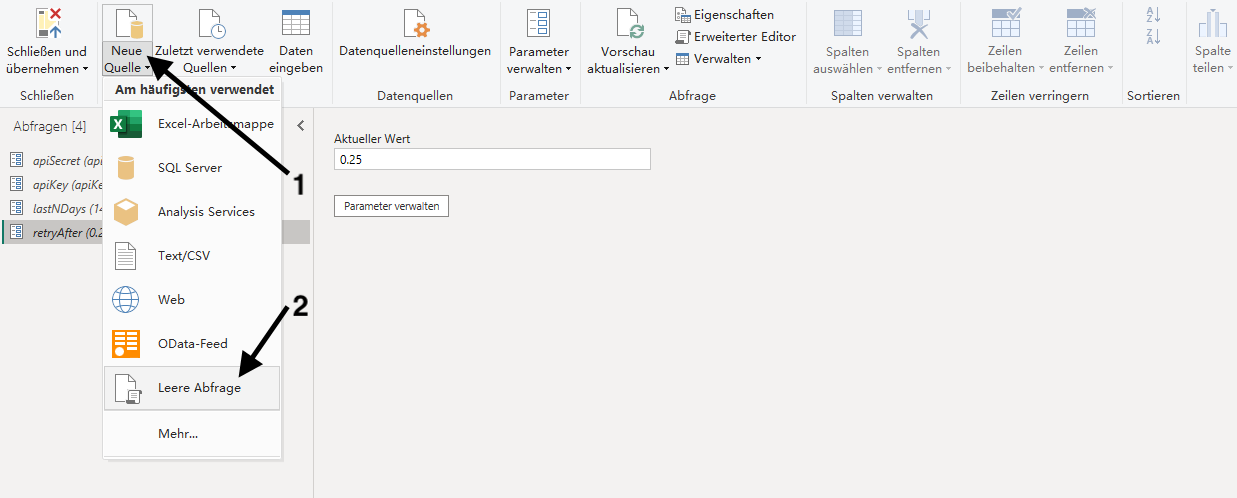 Schließen und
übernehmen
Schließen
Neue
Quelle
Zuletzt verwendete
Quellen
Daten
eingeben
Datenquelleneinstellungen
Datenquellen
Parameter
verwalten
Parameter
Vorschau
aktualisieren
Eigenschaften
Erweiterter Editor
Verwalten
Abfrage
Spalten
auswählen
Spalten
entfernen
Spalten verwalten
Zeilen
beibehalten
Zeilen
entfernen
Zeilen verringern
A
Z
Z
A
Sortieren
Spalte
teilen
Am häufigsten verwendet
Excel-Arbeitsmappe
SQL Server
Analysis Services
Text/CSV
Web
OData-Feed
Leere Abfrage
Mehr...
1
2
Abfragen [4]
apiSecret (api
apiKey (apiKe
lastNDays (14
retryAfter (0.2
Aktueller Wert
0.25
Parameter verwalten